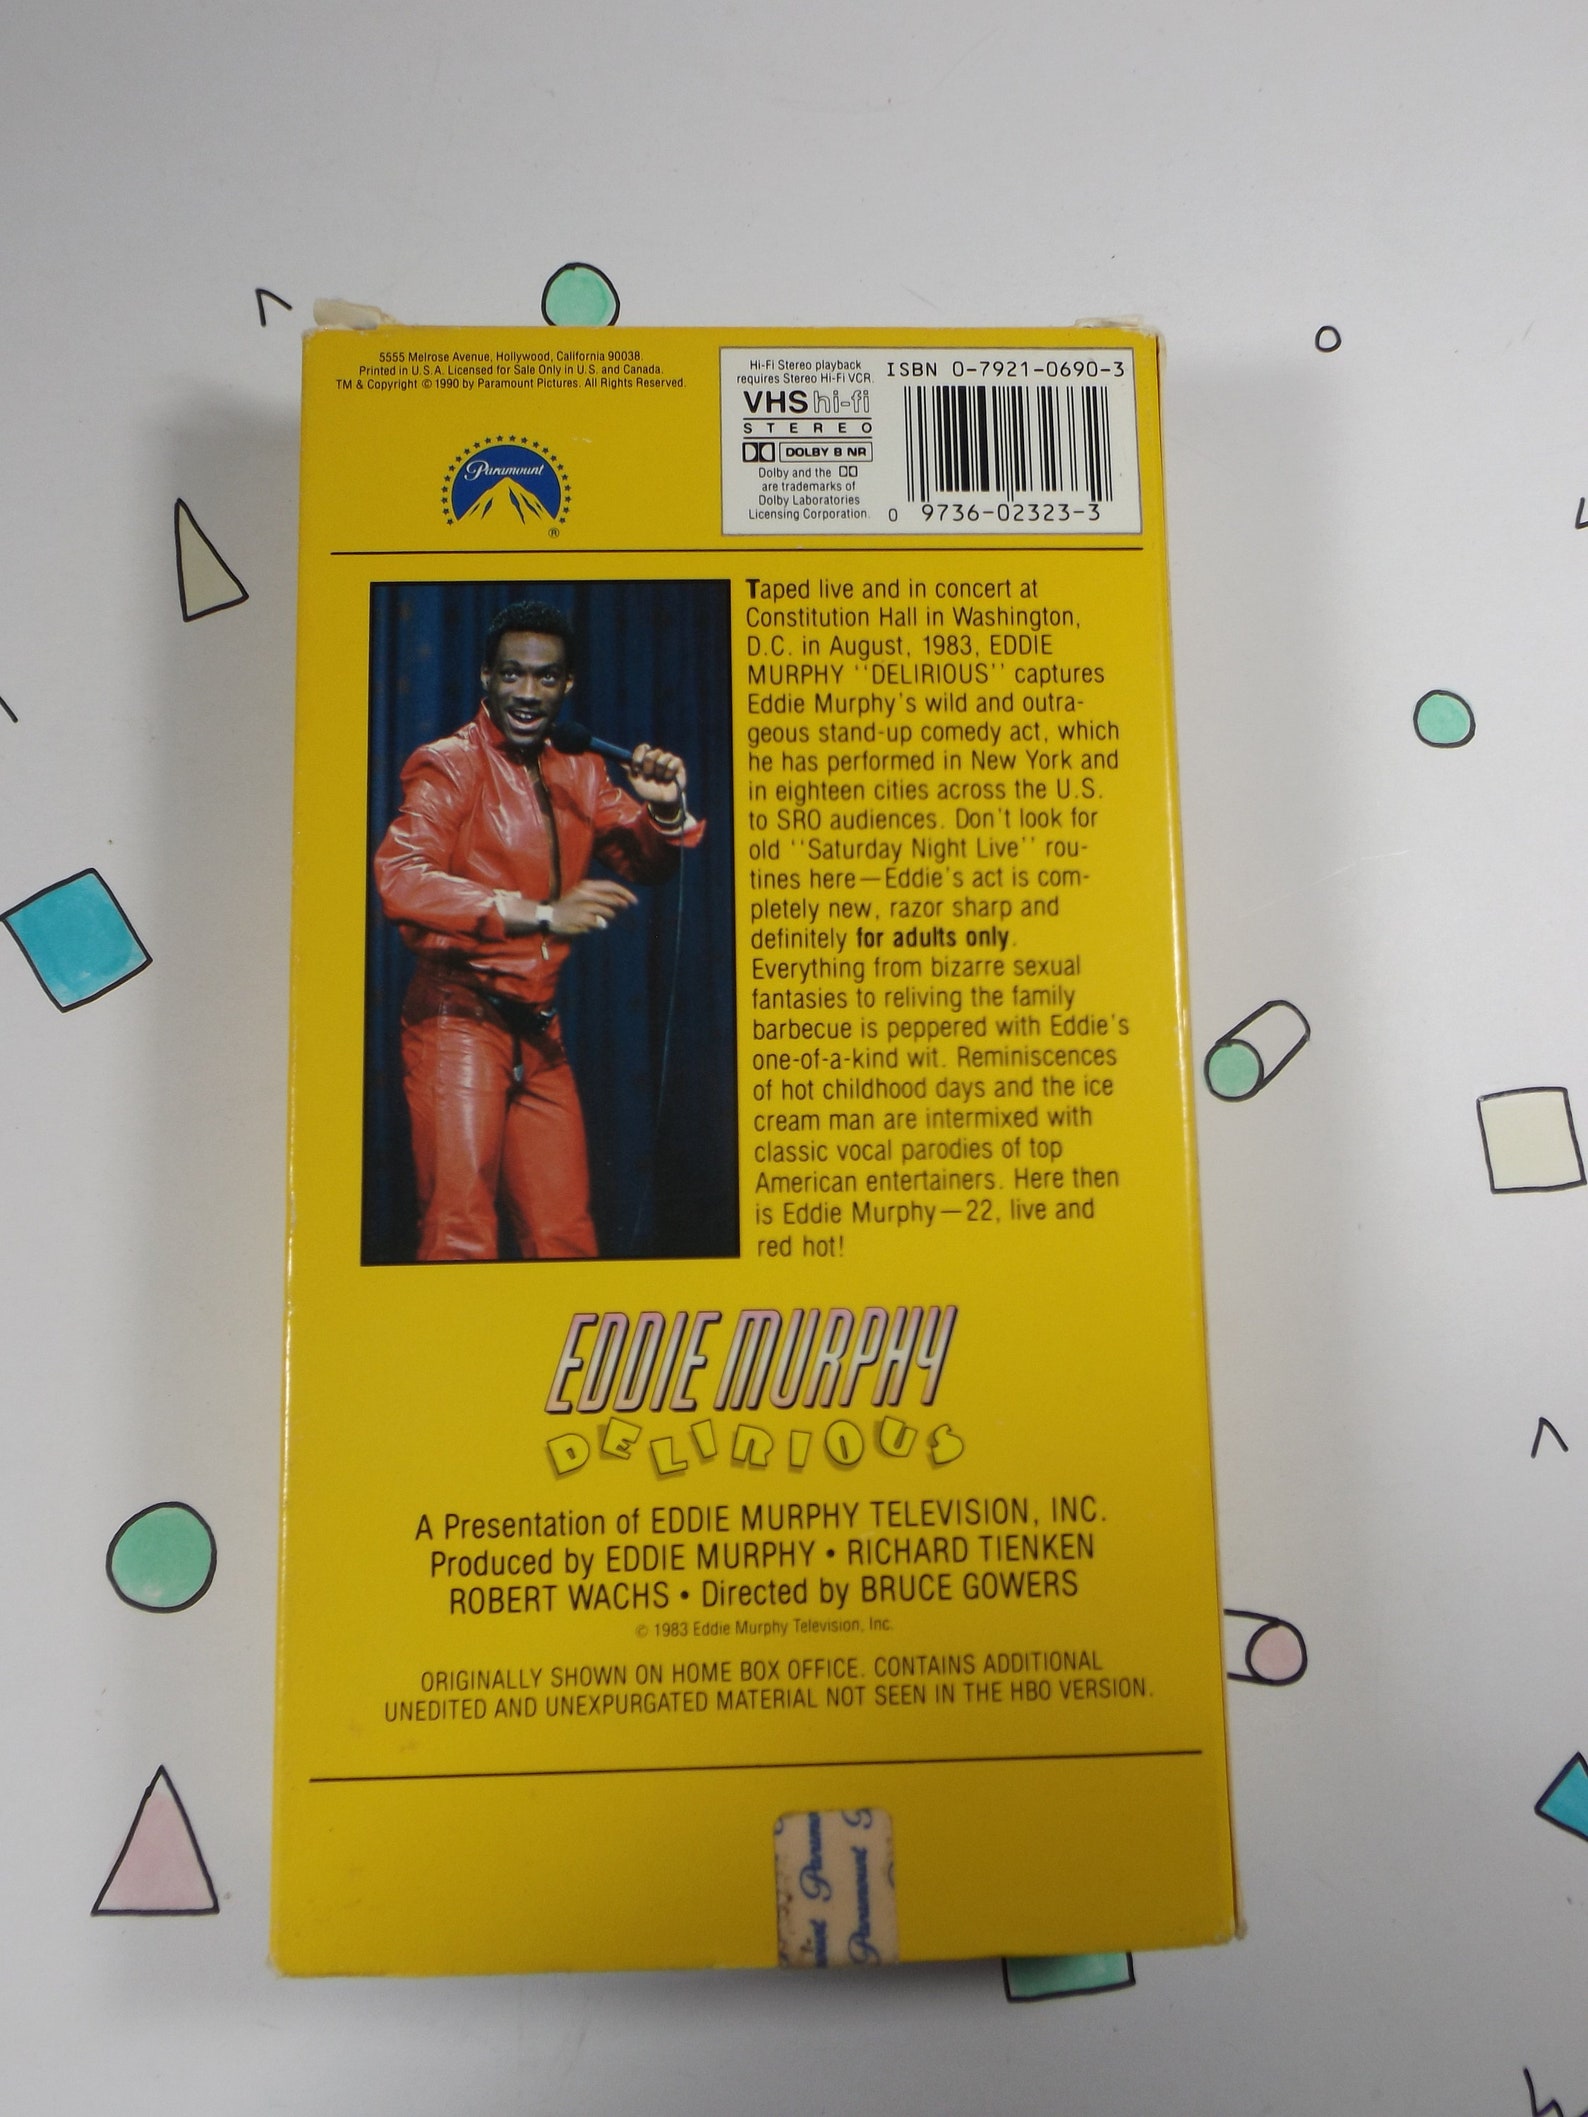 5555 Melrose Avenue, Hollywood, California 90038.
Printed in U.S.A. Licensed for Sale Only in U.S. and Canada.
TM & Copyright © 1990 by Paramount Pictures. All Rights Reserved.
Paramount
®
Hi-Fi Stereo playback
requires Stereo Hi-Fi VCR.
VHS hi-fi
STEREO
DOLBY B NR
Dolby and the
are trademarks of
Dolby Laboratories
Licensing Corporation.
ISBN 0-7921-0690-3
0 9736-02323-3
Taped live and in concert at
Constitution Hall in Washington,
D.C. in August, 1983, EDDIE
MURPHY ‘‘DELIRIOUS’’ captures
Eddie Murphy's wild and outra-
geous stand-up comedy act, which
he has performed in New York and
in eighteen cities across the U.S.
to SRO audiences. Don't look for
old ‘‘Saturday Night Live’’ rou-
tines here—Eddie's act is com-
pletely new, razor sharp and
definitely for adults only.
Everything from bizarre sexual
fantasies to reliving the family
barbecue is peppered with Eddie's
one-of-a-kind wit. Reminiscences
of hot childhood days and the ice
cream man are intermixed with
classic vocal parodies of top
American entertainers. Here then
is Eddie Murphy—22, live and
red hot!
EDDIE MURPHY
DELIRIOUS
A Presentation of EDDIE MURPHY TELEVISION, INC.
Produced by EDDIE MURPHY • RICHARD TIENKEN
ROBERT WACHS • Directed by BRUCE GOWERS
© 1983 Eddie Murphy Television, Inc.
ORIGINALLY SHOWN ON HOME BOX OFFICE. CONTAINS ADDITIONAL
UNEDITED AND UNEXPURGATED MATERIAL NOT SEEN IN THE HBO VERSION.
Paramount